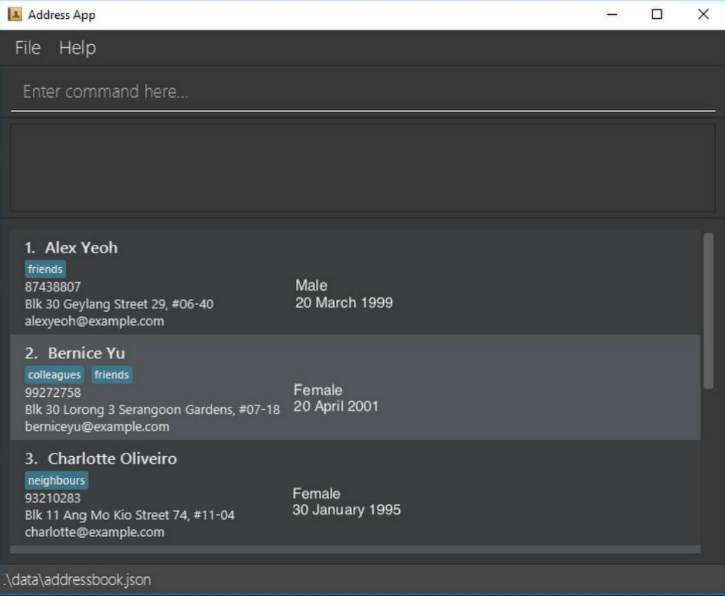 Address App
File Help
Enter command here...
1. Alex Yeoh
friends
87438807
Blk 30 Geylang Street 29, #06-40
alexyeoh@example.com
Male
20 March 1999
2. Bernice Yu
colleagues friends
99272758
Blk 30 Lorong 3 Serangoon Gardens, #07-18
berniceyu@example.com
Female
20 April 2001
3. Charlotte Oliveiro
neighbours
93210283
Blk 11 Ang Mo Kio Street 74, #11-04
charlotte@example.com
Female
30 January 1995
.\data\addressbook.json